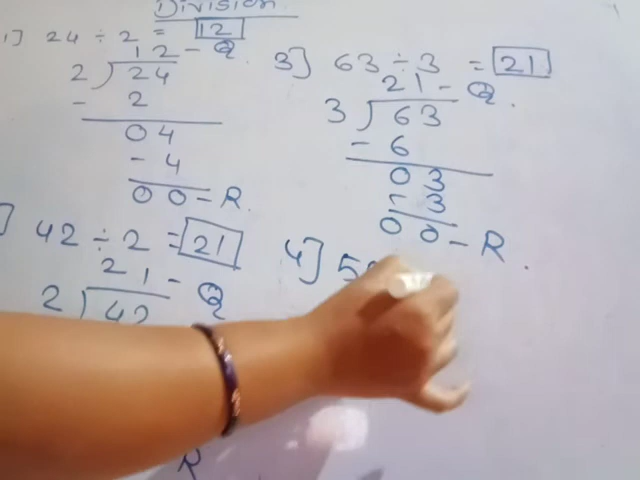 Division
1] 24 ÷ 2 = 12
12 - Q
2) 24
- 2
04
- 4
00 - R
] 42 ÷ 2 = 21
21 - Q
2) 42
R
3] 63 ÷ 3 = 21
21 - Q.
3) 63
- 6
03
- 3
00 - R.
4] 5